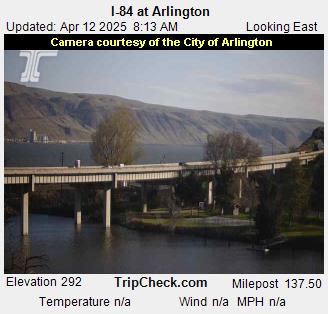 I-84 at Arlington
Updated: Apr 12 2025 8:13 AM Looking East
Camera courtesy of the City of Arlington
Elevation 292 TripCheck.com Milepost 137.50
Temperature n/a Wind n/a MPH n/a